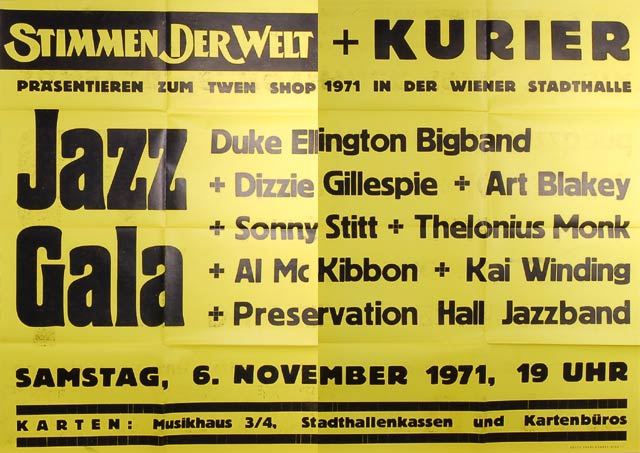 STIMMEN DER WELT + KURIER
PRÄSENTIEREN ZUM TWEN SHOP 1971 IN DER WIENER STADTHALLE
Jazz Gala
Duke Ellington Bigband
+ Dizzie Gillespie + Art Blakey
+ Sonny Stitt + Thelonius Monk
+ Al Mc Kibbon + Kai Winding
+ Preservation Hall Jazzband
SAMSTAG, 6. NOVEMBER 1971, 19 UHR
KARTEN: Musikhaus 3/4, Stadthallenkassen und Kartenbüros